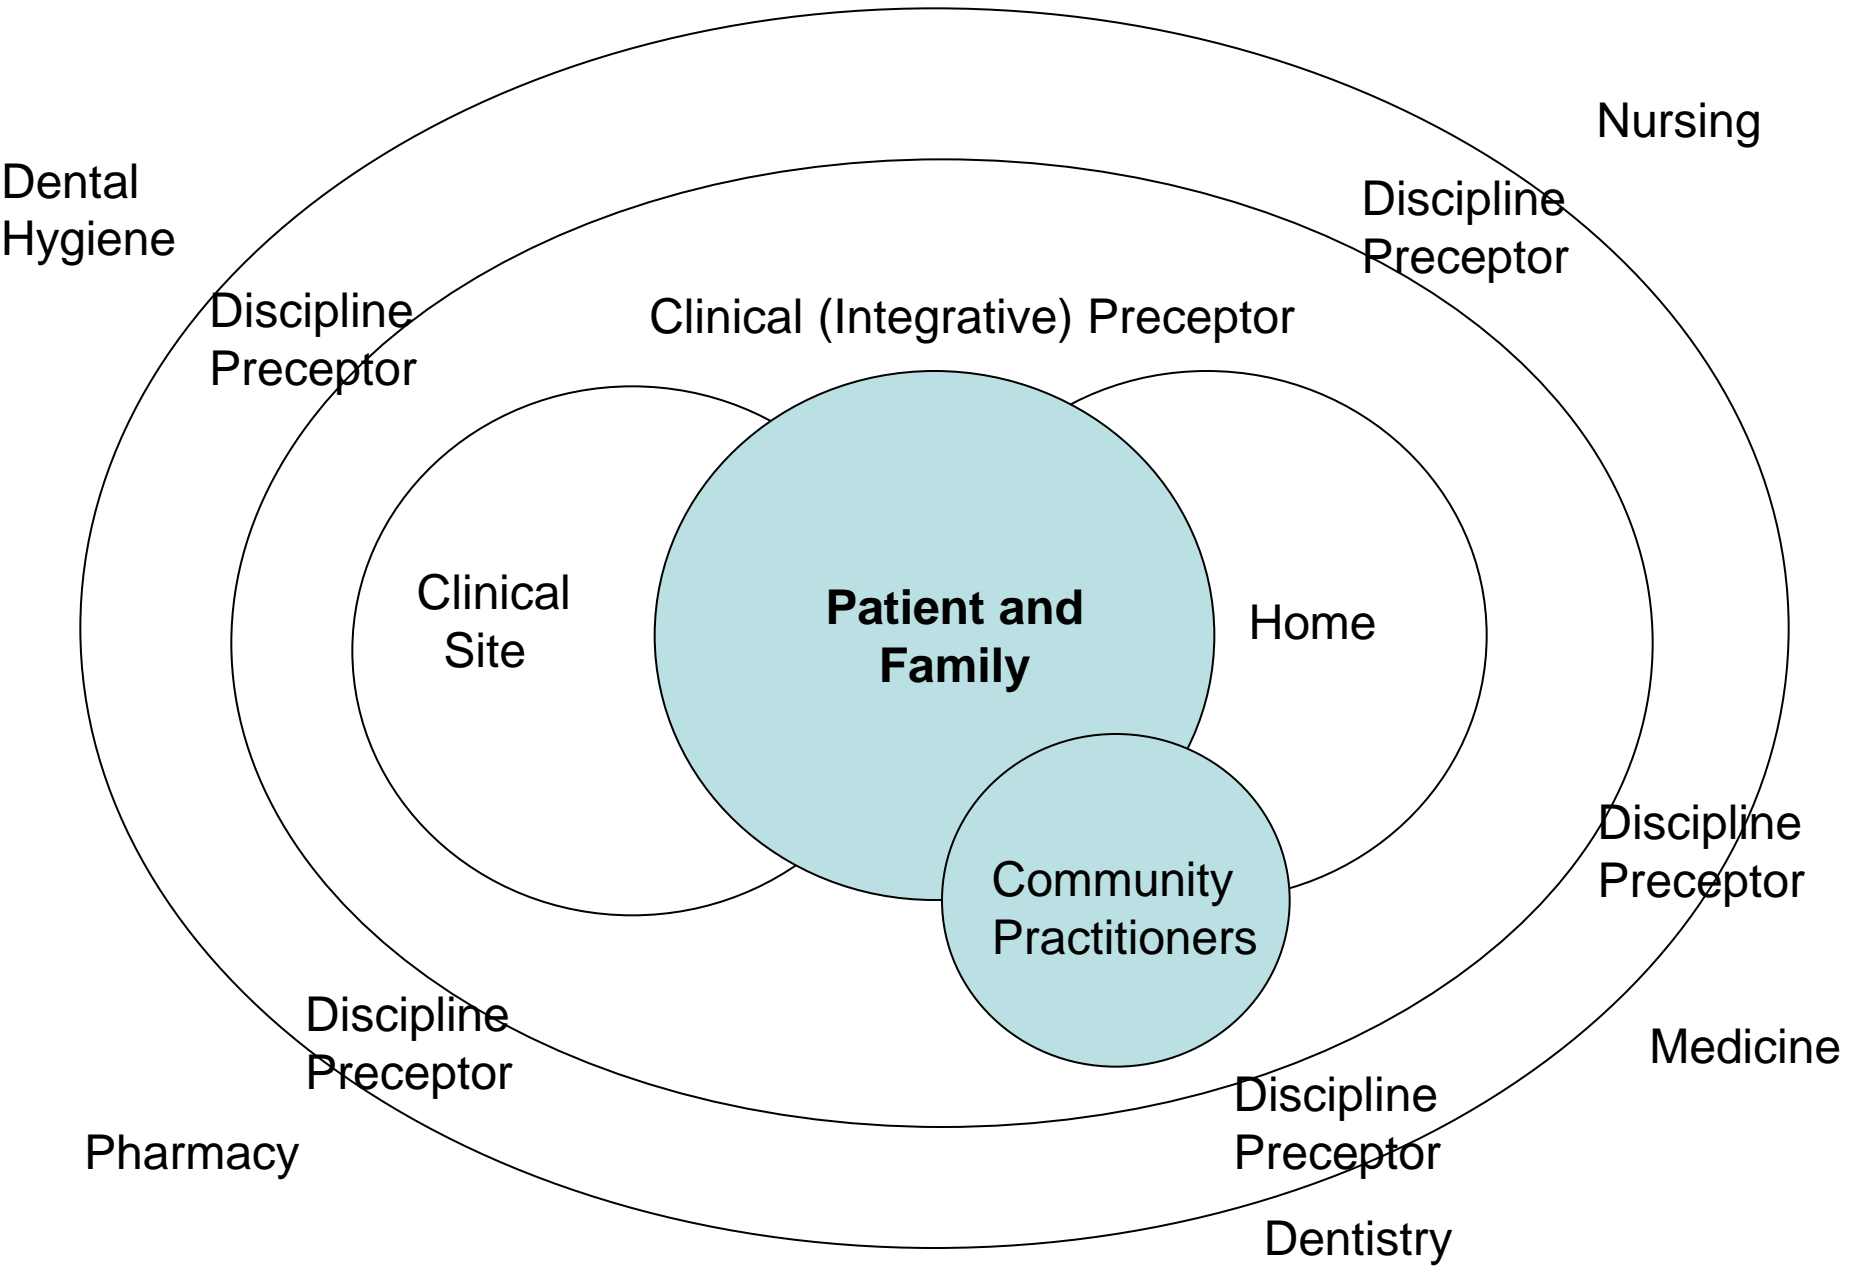 Nursing
Dental
Hygiene
Discipline
Preceptor
Discipline
Preceptor
Clinical (Integrative) Preceptor
Clinical
Site
Patient and
Family
Home
Discipline
Preceptor
Community
Practitioners
Discipline
Preceptor
Medicine
Discipline
Preceptor
Pharmacy
Dentistry